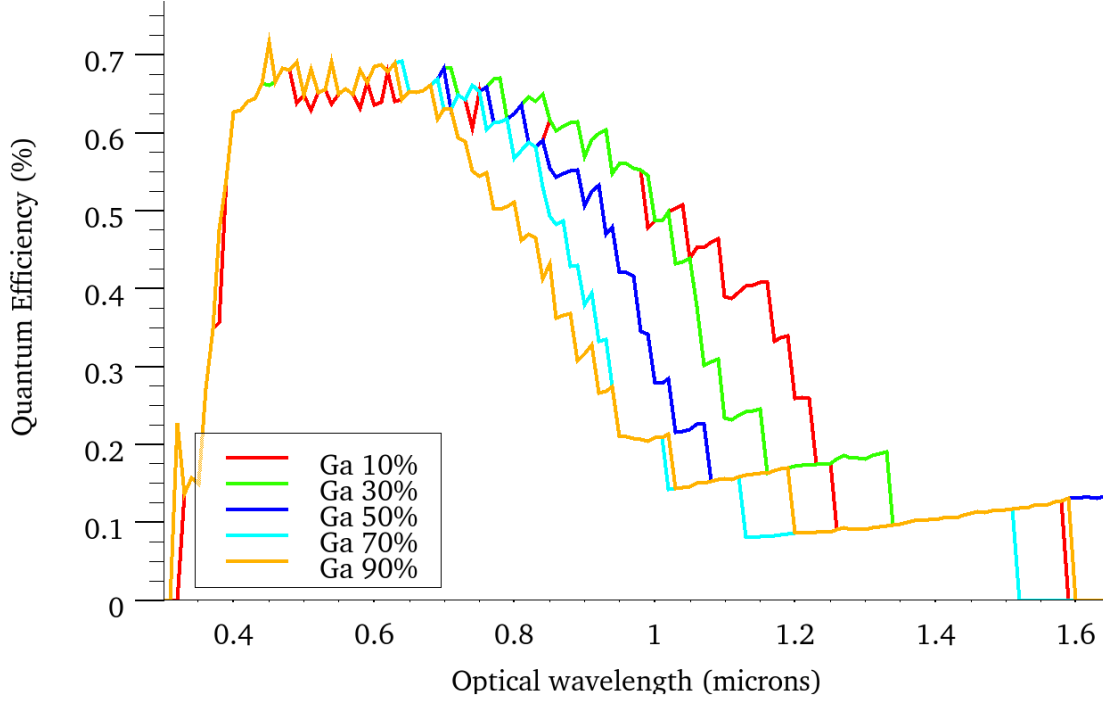 0.7
0.6
0.5
0.4
0.3
0.2
0.1
0
Quantum Efficiency (%)
Ga 10%
Ga 30%
Ga 50%
Ga 70%
Ga 90%
0.4 0.6 0.8 1 1.2 1.4 1.6
Optical wavelength (microns)